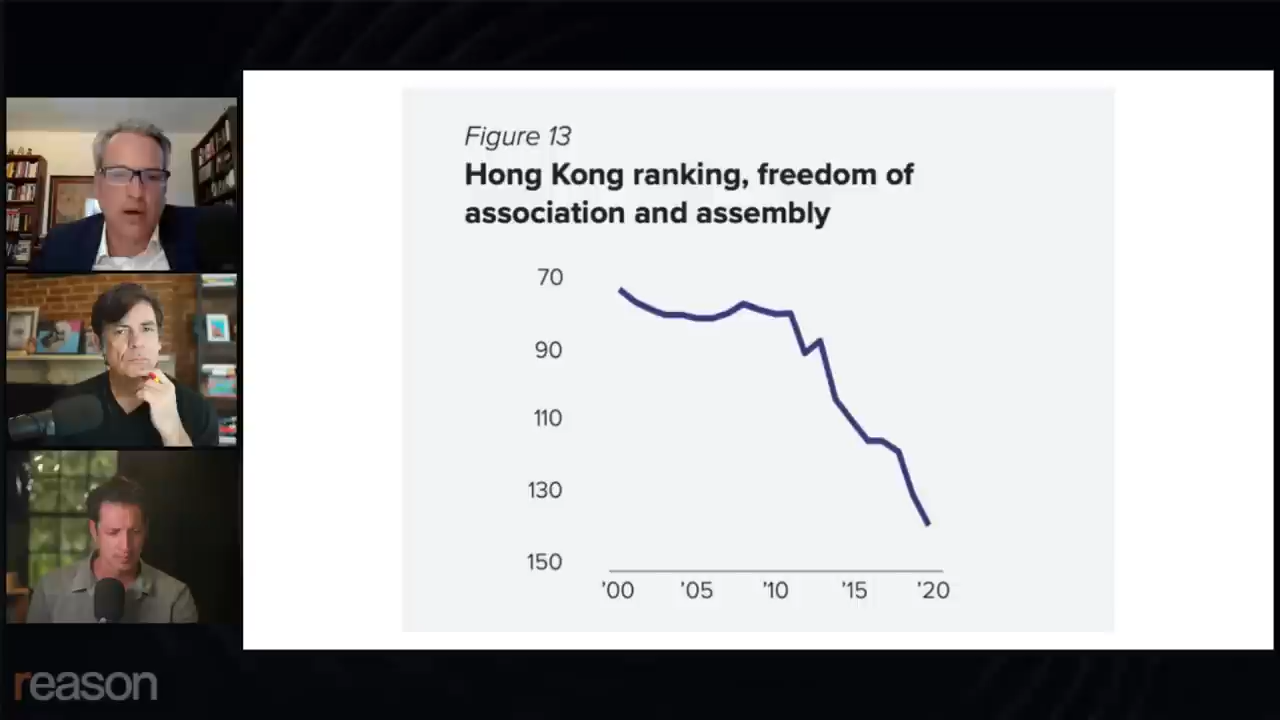 Figure 13
Hong Kong ranking, freedom of
association and assembly
70
90
110
130
150
'00 '05 '10 '15 '20
reason